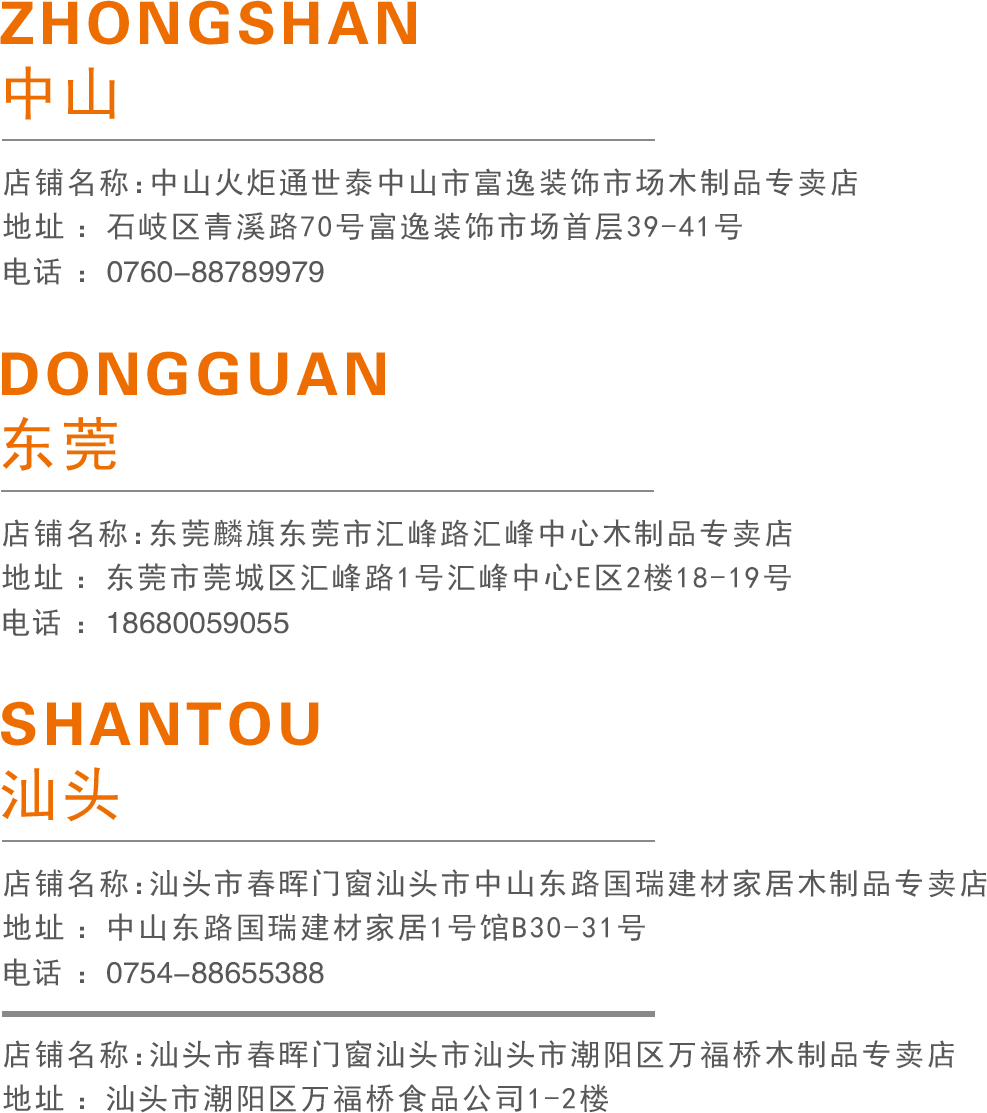 ZHONGSHAN
中山
店铺名称:中山火炬通世泰中山市富逸装饰市场木制品专卖店
地址 : 石岐区青溪路70号富逸装饰市场首层39-41号
电话 : 0760-88789979
DONGGUAN
东莞
店铺名称:东莞麟旗东莞市汇峰路汇峰中心木制品专卖店
地址 : 东莞市莞城区汇峰路1号汇峰中心E区2楼18-19号
电话 : 18680059055
SHANTOU
汕头
店铺名称:汕头市春晖门窗汕头市中山东路国瑞建材家居木制品专卖店
地址 : 中山东路国瑞建材家居1号馆B30-31号
电话 : 0754-88655388
店铺名称:汕头市春晖门窗汕头市汕头市潮阳区万福桥木制品专卖店
地址 : 汕头市潮阳区万福桥食品公司1-2楼